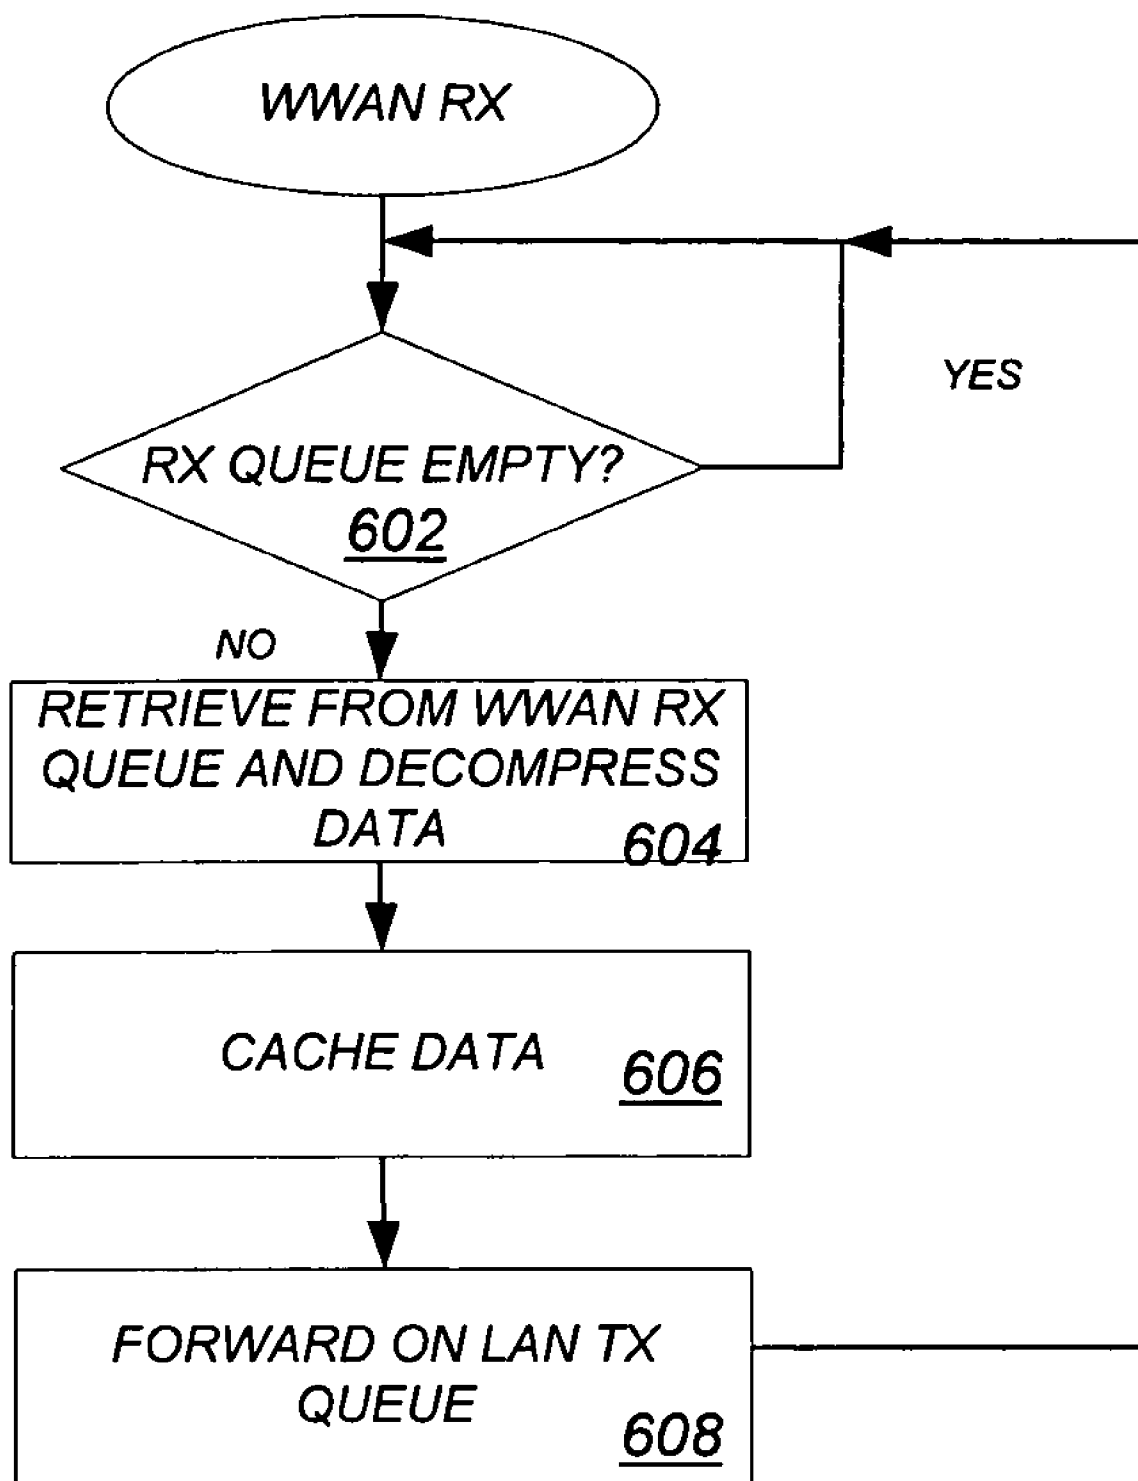 WWAN RX
YES
RX QUEUE EMPTY?
602
NO
RETRIEVE FROM WWAN RX
QUEUE AND DECOMPRESS
DATA
604
CACHE DATA
606
FORWARD ON LAN TX
QUEUE
608